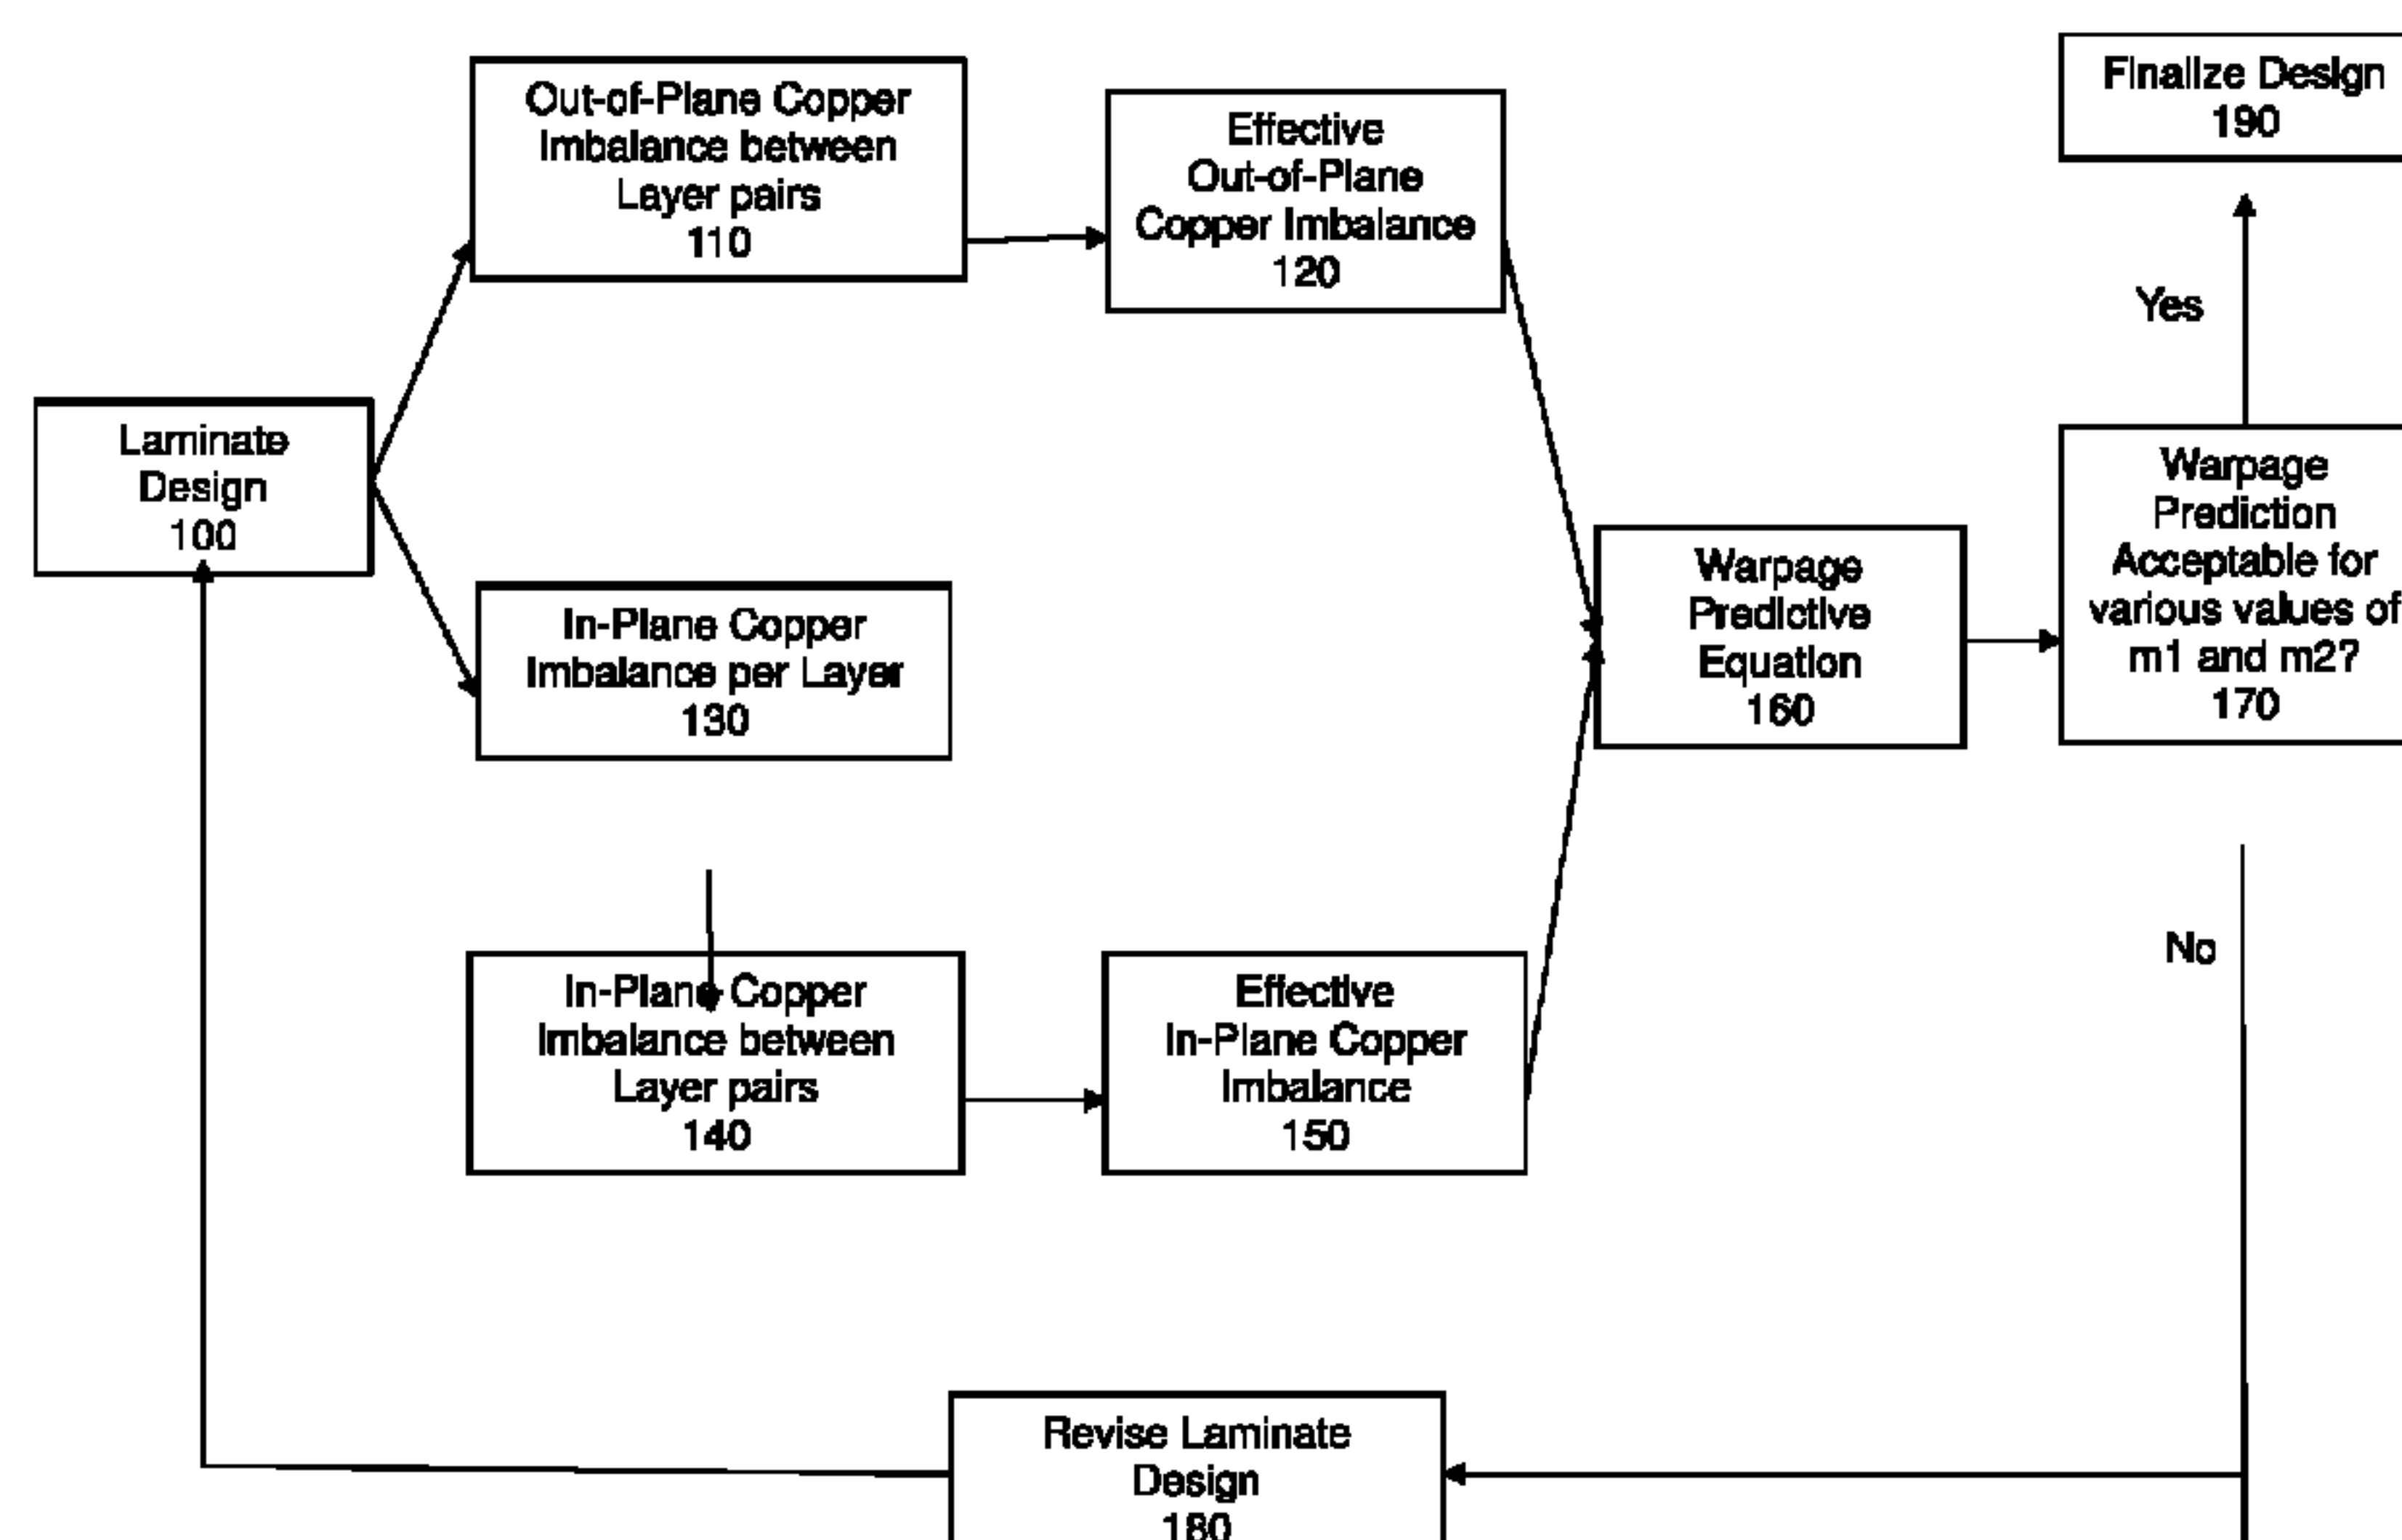 Out-of-Plane Copper
Imbalance between
Layer pairs
110
Effective
Out-of-Plane
Copper Imbalance
120
Finalize Design
190
Yes
Laminate
Design
100
In-Plane Copper
Imbalance per Layer
130
Warpage
Predictive
Equation
160
Warpage
Prediction
Acceptable for
various values of
m1 and m2?
170
No
In-Plane Copper
Imbalance between
Layer pairs
140
Effective
In-Plane Copper
Imbalance
150
Revise Laminate
Design
180